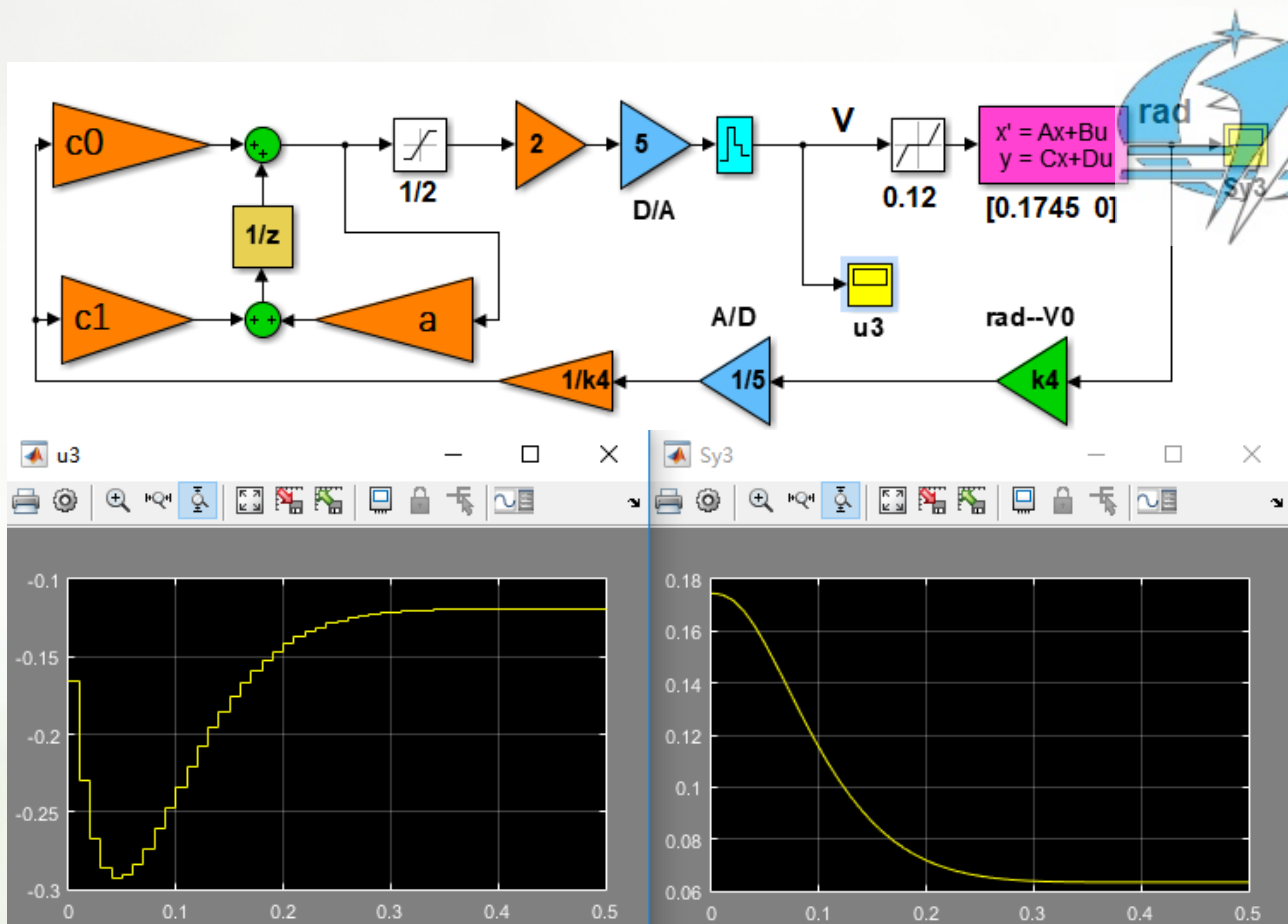 c0
+
+
1/2
2
5
D/A
V
0.12
x' = Ax+Bu
y = Cx+Du
[0.1745 0]
rad
Sy3
1/z
c1
+ +
a
u3
A/D
rad--V0
1/k4
1/5
k4
u3
Sy3
-0.1
-0.15
-0.2
-0.25
-0.3
0 0.1 0.2 0.3 0.4 0.5
0.18
0.16
0.14
0.12
0.1
0.08
0.06
0 0.1 0.2 0.3 0.4 0.5